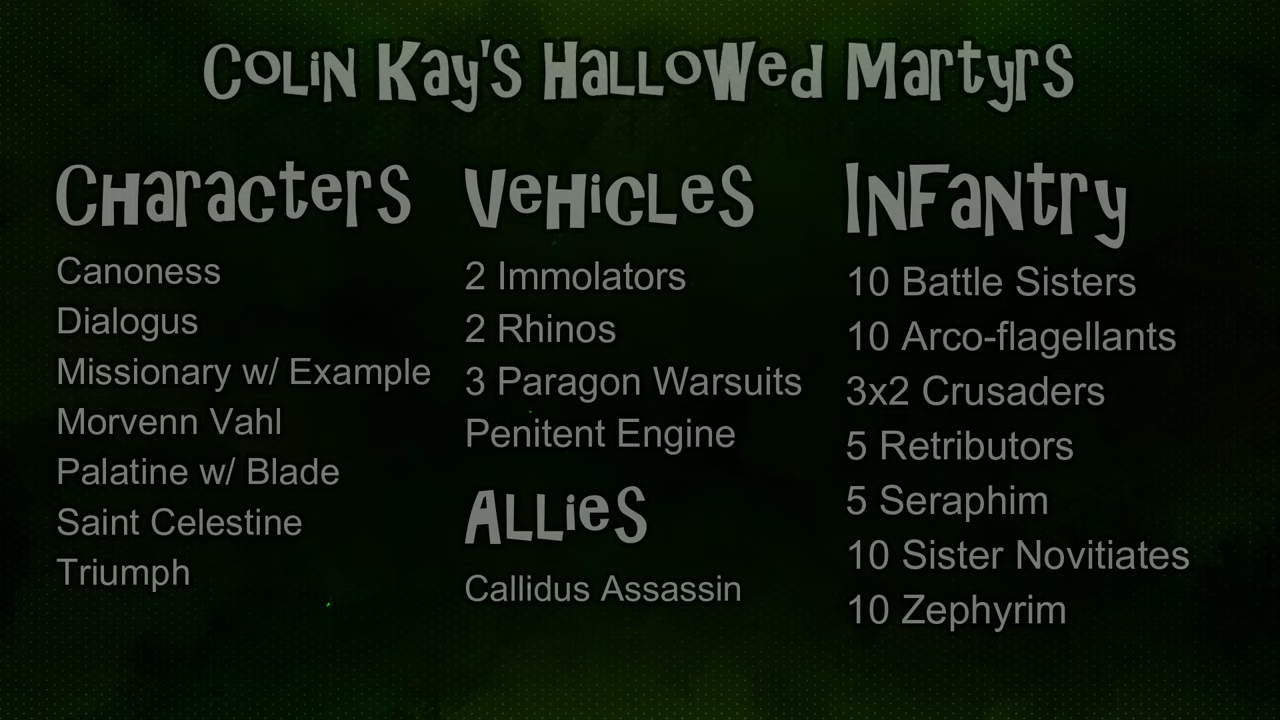 Colin Kay's Hallowed Martyrs
Characters
Canoness
Dialogus
Missionary w/ Example
Morvenn Vahl
Palatine w/ Blade
Saint Celestine
Triumph
Vehicles
2 Immolators
2 Rhinos
3 Paragon Warsuits
Penitent Engine
Allies
Callidus Assassin
Infantry
10 Battle Sisters
10 Arco-flagellants
3x2 Crusaders
5 Retributors
5 Seraphim
10 Sister Novitiates
10 Zephyrim